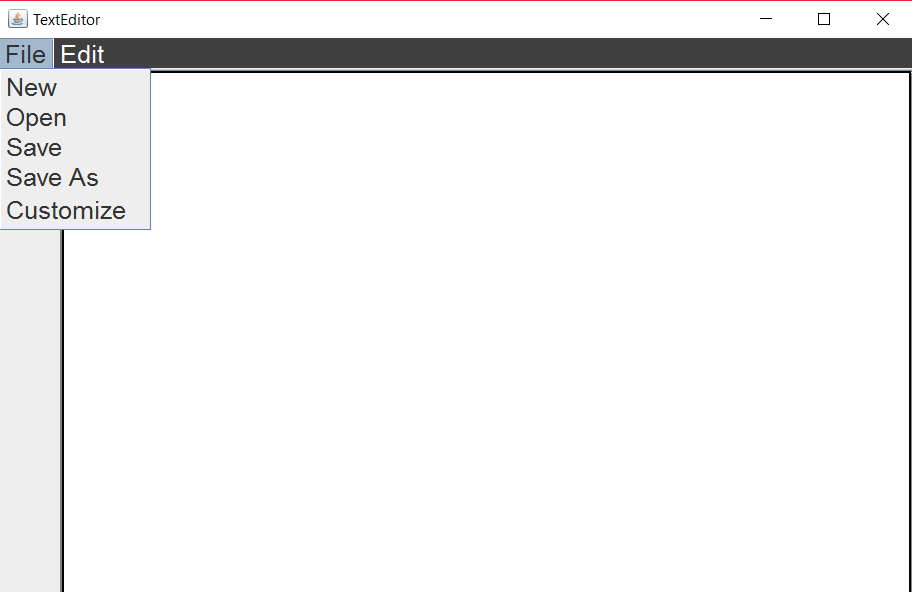 TextEditor
File Edit
New
Open
Save
Save As
Customize